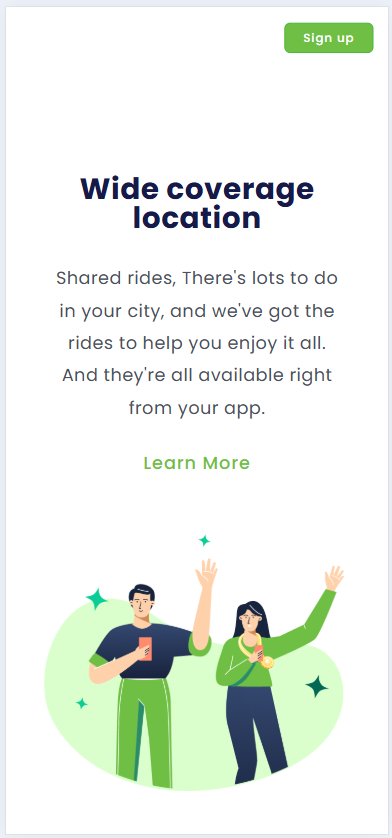 Sign up
Wide coverage
location
Shared rides, There's lots to do
in your city, and we've got the
rides to help you enjoy it all.
And they're all available right
from your app.
Learn More